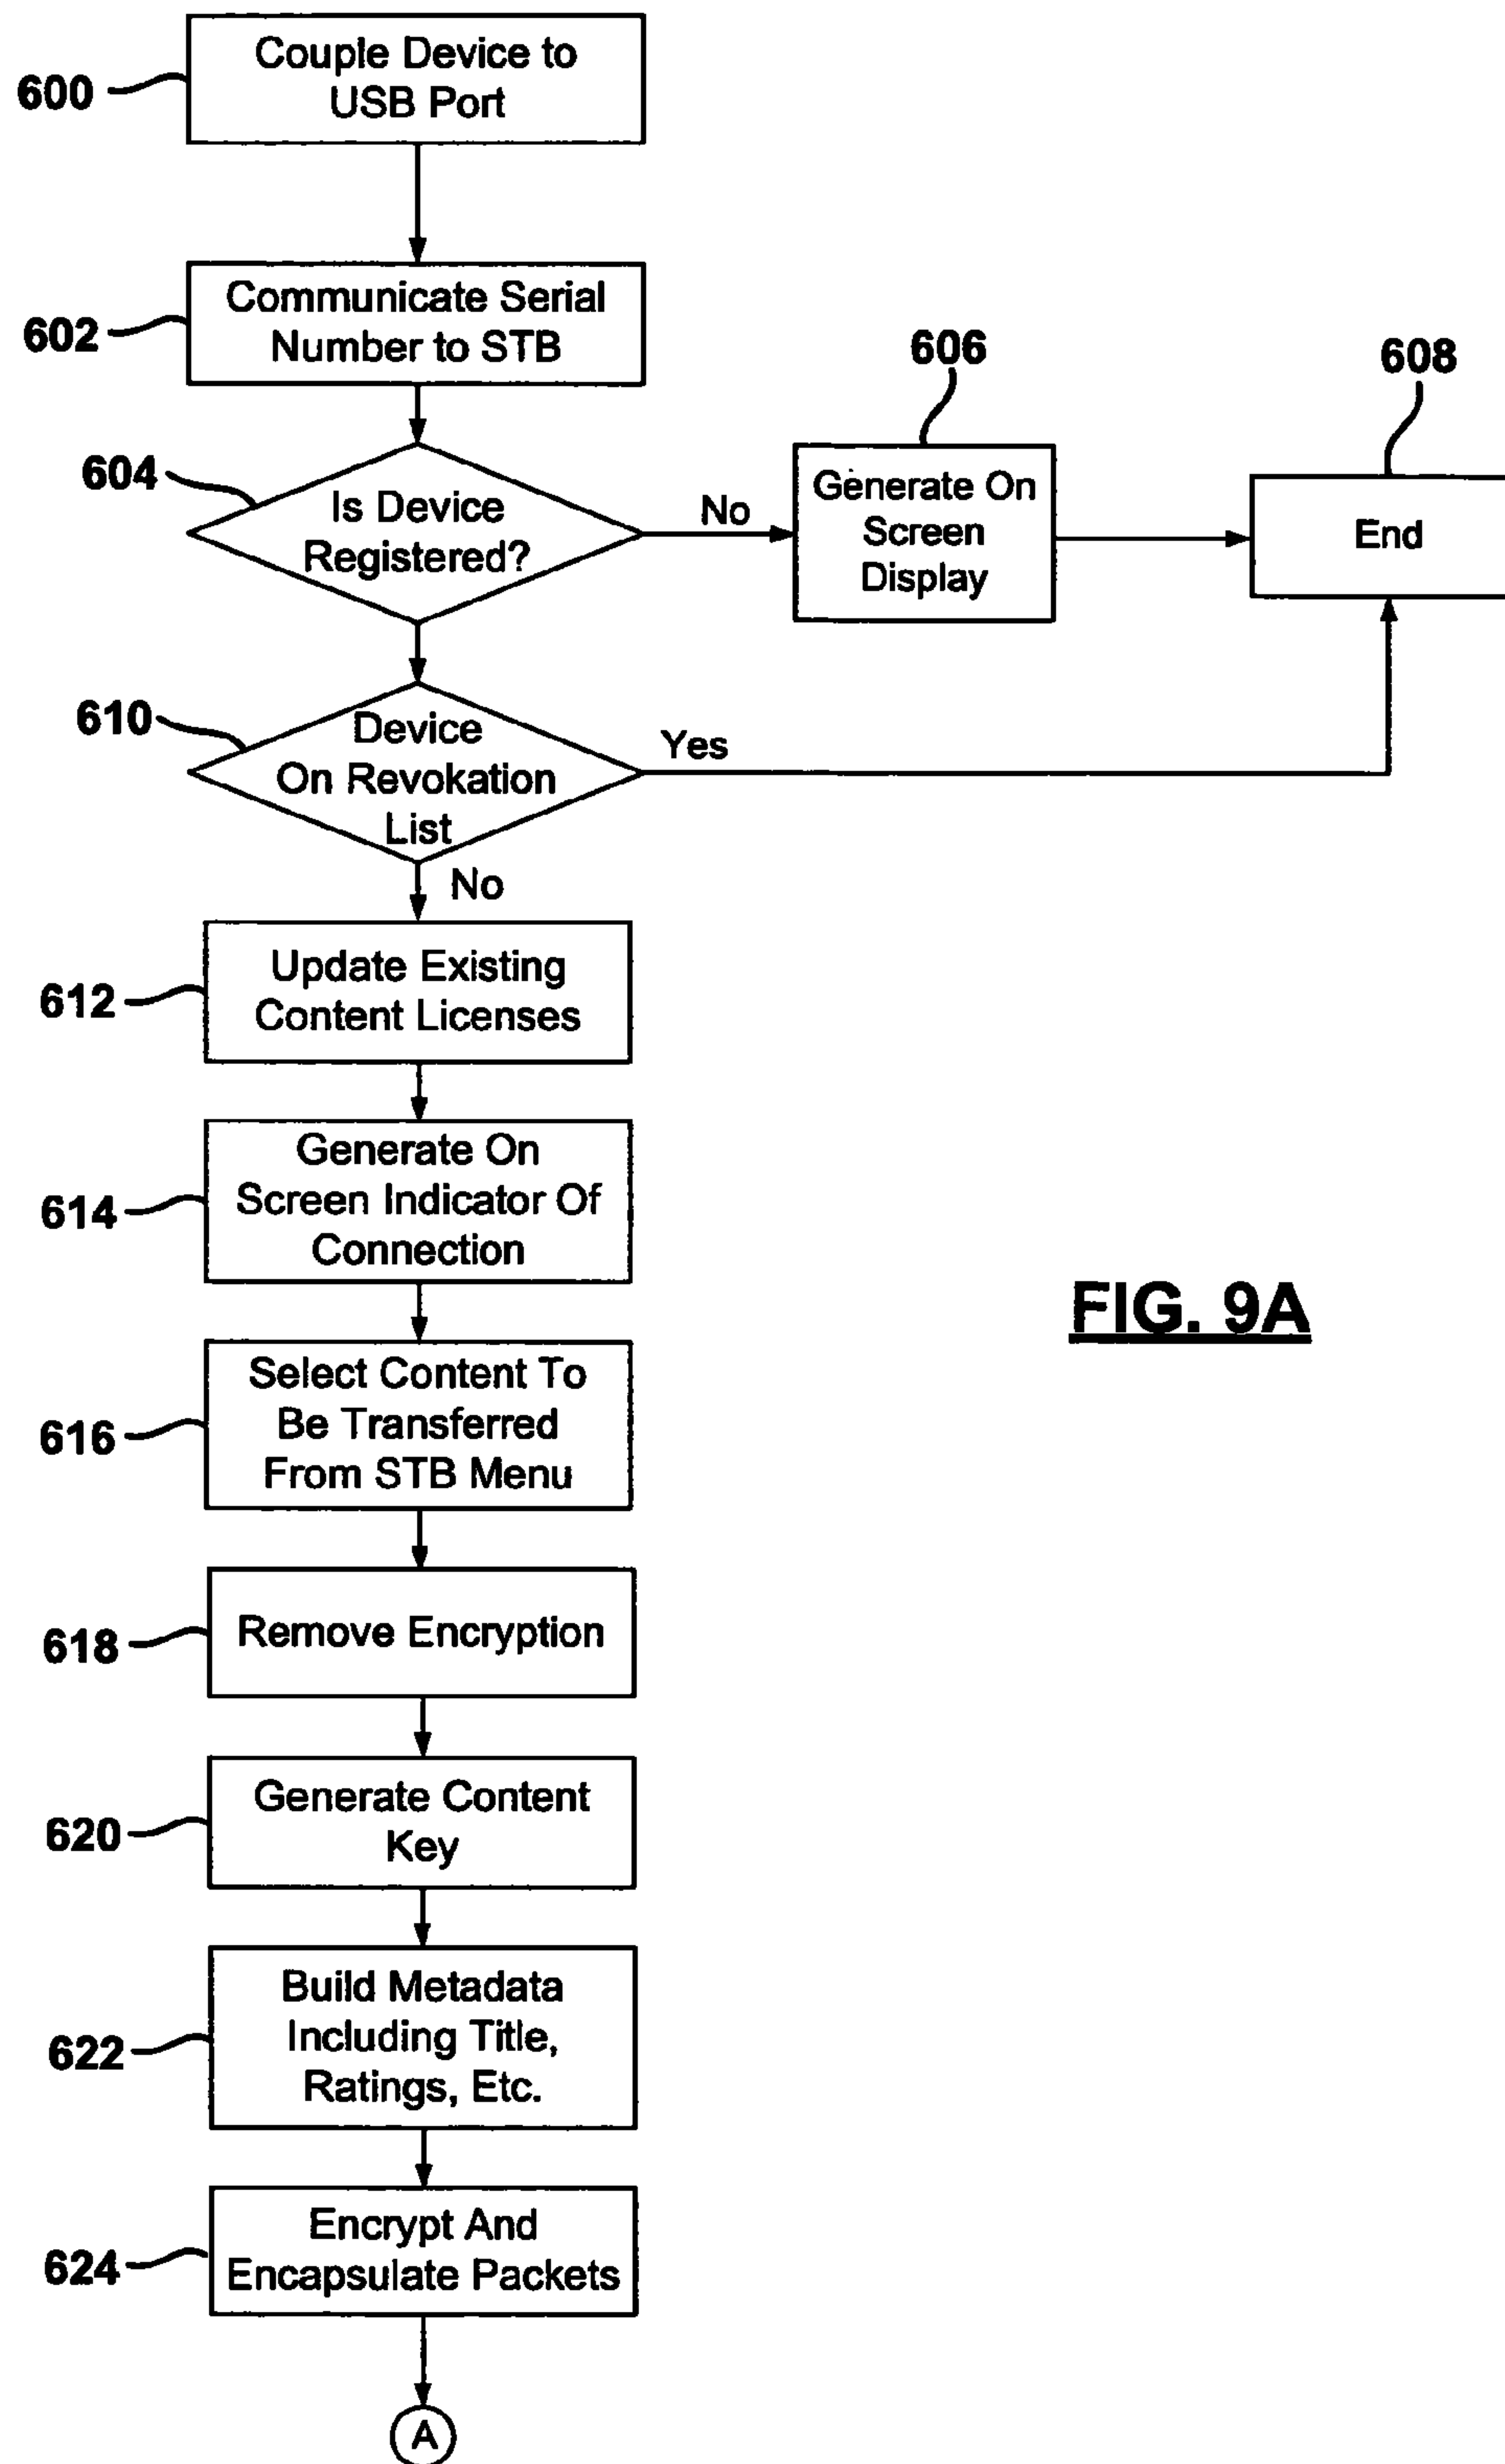 600
Couple Device to
USB Port
602
Communicate Serial
Number to STB
604
Is Device
Registered?
No
606
Generate On
Screen
Display
608
End
610
Device
On Revokation
List
Yes
No
612
Update Existing
Content Licenses
614
Generate On
Screen Indicator Of
Connection
616
Select Content To
Be Transferred
From STB Menu
FIG. 9A
618
Remove Encryption
620
Generate Content
Key
622
Build Metadata
Including Title,
Ratings, Etc.
624
Encrypt And
Encapsulate Packets
A